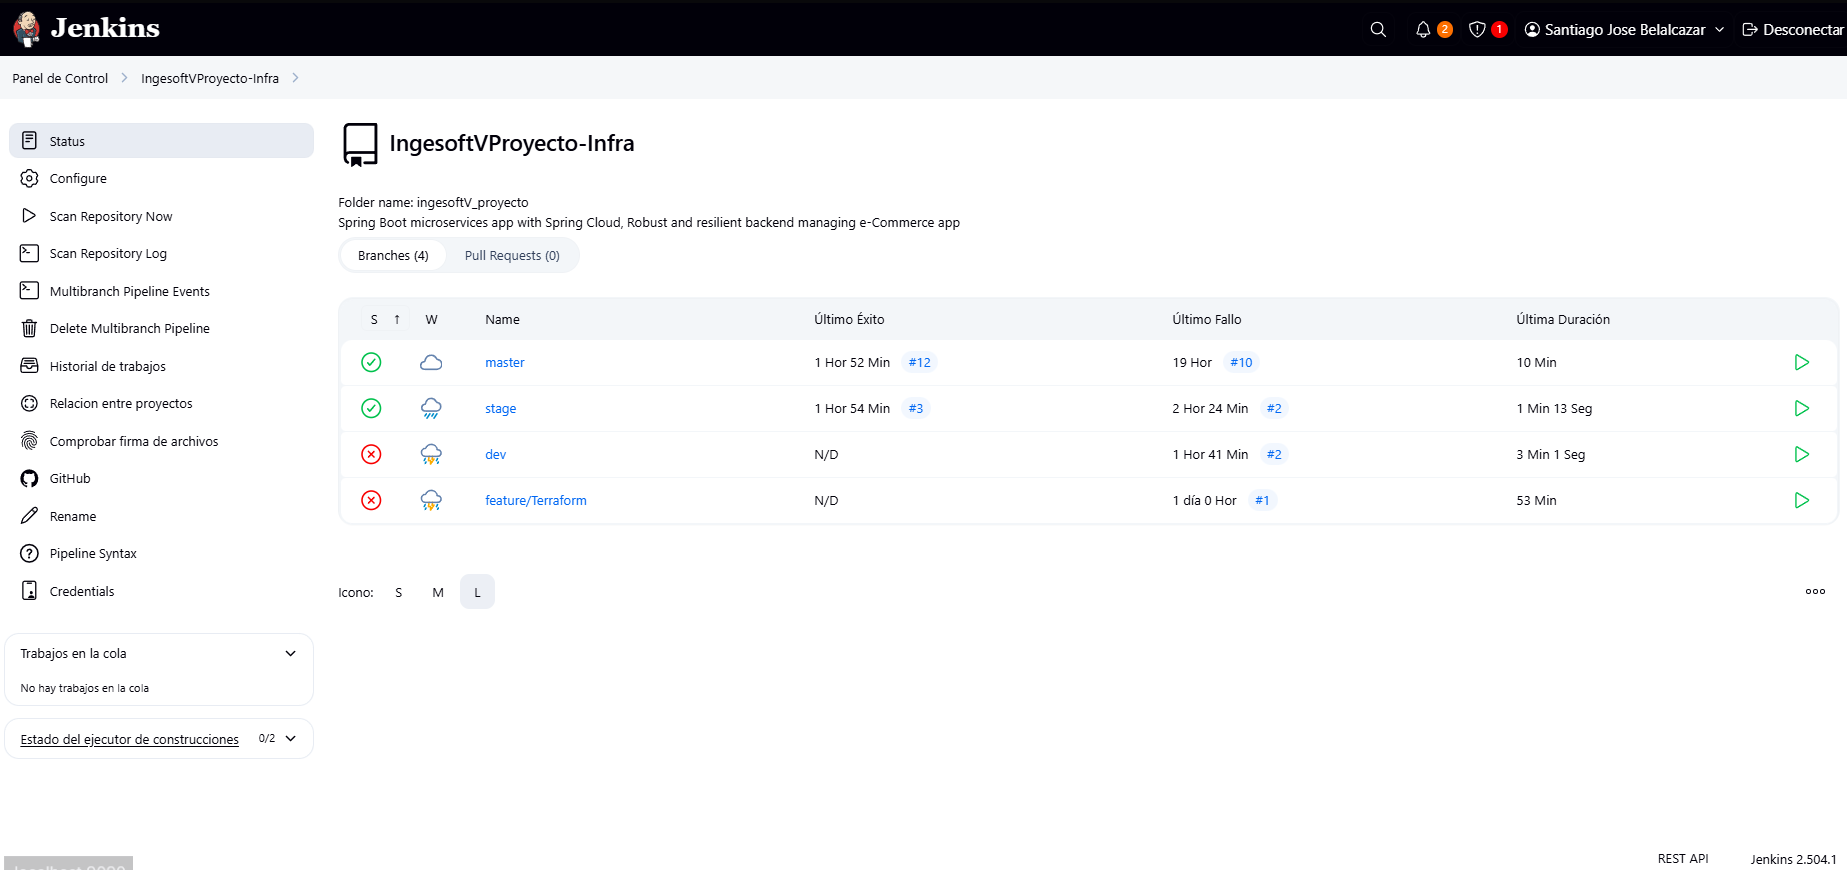 Jenkins
2
1
Santiago Jose Belalcazar
Desconectar
Panel de Control
IngesoftVProyecto-Infra
Status
Configure
Scan Repository Now
Scan Repository Log
Multibranch Pipeline Events
Delete Multibranch Pipeline
Historial de trabajos
Relacion entre proyectos
Comprobar firma de archivos
GitHub
Rename
Pipeline Syntax
Credentials
Trabajos en la cola
No hay trabajos en la cola
Estado del ejecutor de construcciones 0/2
IngesoftVProyecto-Infra
Folder name: ingesoftV_proyecto
Spring Boot microservices app with Spring Cloud, Robust and resilient backend managing e-Commerce app
Branches (4) Pull Requests (0)
S ↑ W Name Último Éxito Último Fallo Última Duración
master 1 Hor 52 Min #12 19 Hor #10 10 Min
stage 1 Hor 54 Min #3 2 Hor 24 Min #2 1 Min 13 Seg
dev N/D 1 Hor 41 Min #2 3 Min 1 Seg
feature/Terraform N/D 1 día 0 Hor #1 53 Min
Icono: S M L
REST API Jenkins 2.504.1